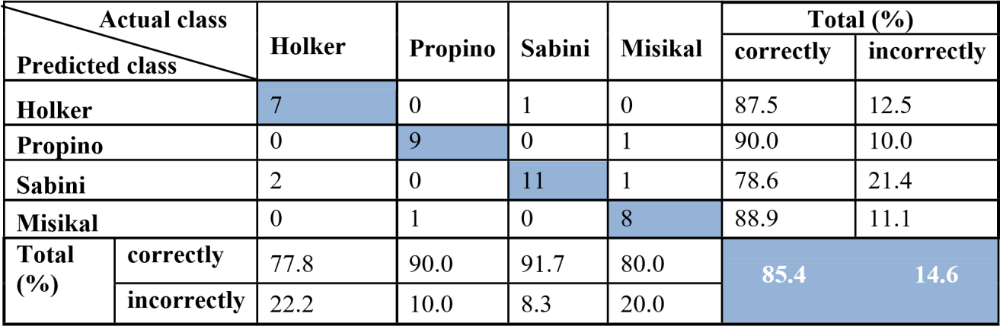 Actual class Holker Propino Sabini Misikal Total (%)
Predicted class correctly incorrectly
Holker 7 0 1 0 87.5 12.5
Propino 0 9 0 1 90.0 10.0
Sabini 2 0 11 1 78.6 21.4
Misikal 0 1 0 8 88.9 11.1
Total (%) correctly 77.8 90.0 91.7 80.0 85.4 14.6
incorrectly 22.2 10.0 8.3 20.0